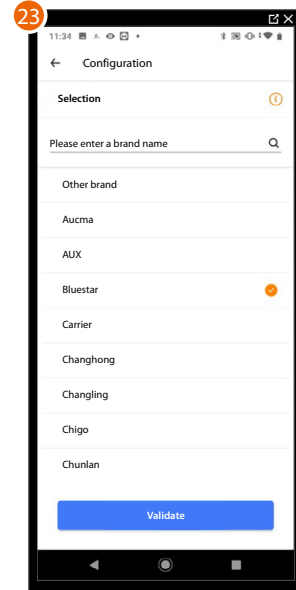 23
11:34
Configuration
Selection
Please enter a brand name
Other brand
Aucma
AUX
Bluestar
Carrier
Changhong
Changling
Chigo
Chunlan
Validate